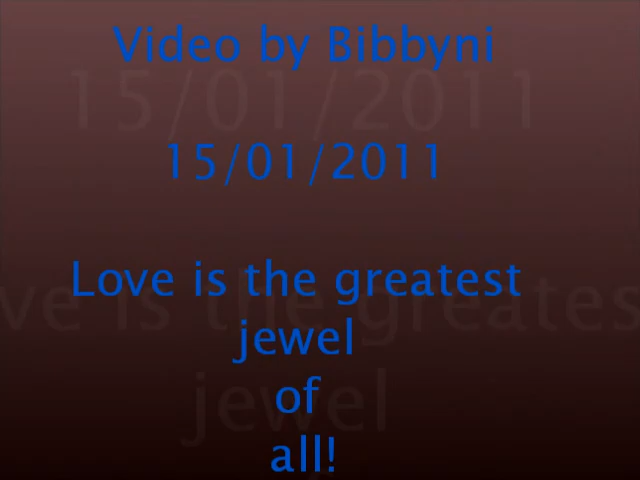 Video by Bibbyni
15/01/2011
Love is the greatest
jewel
of
all!